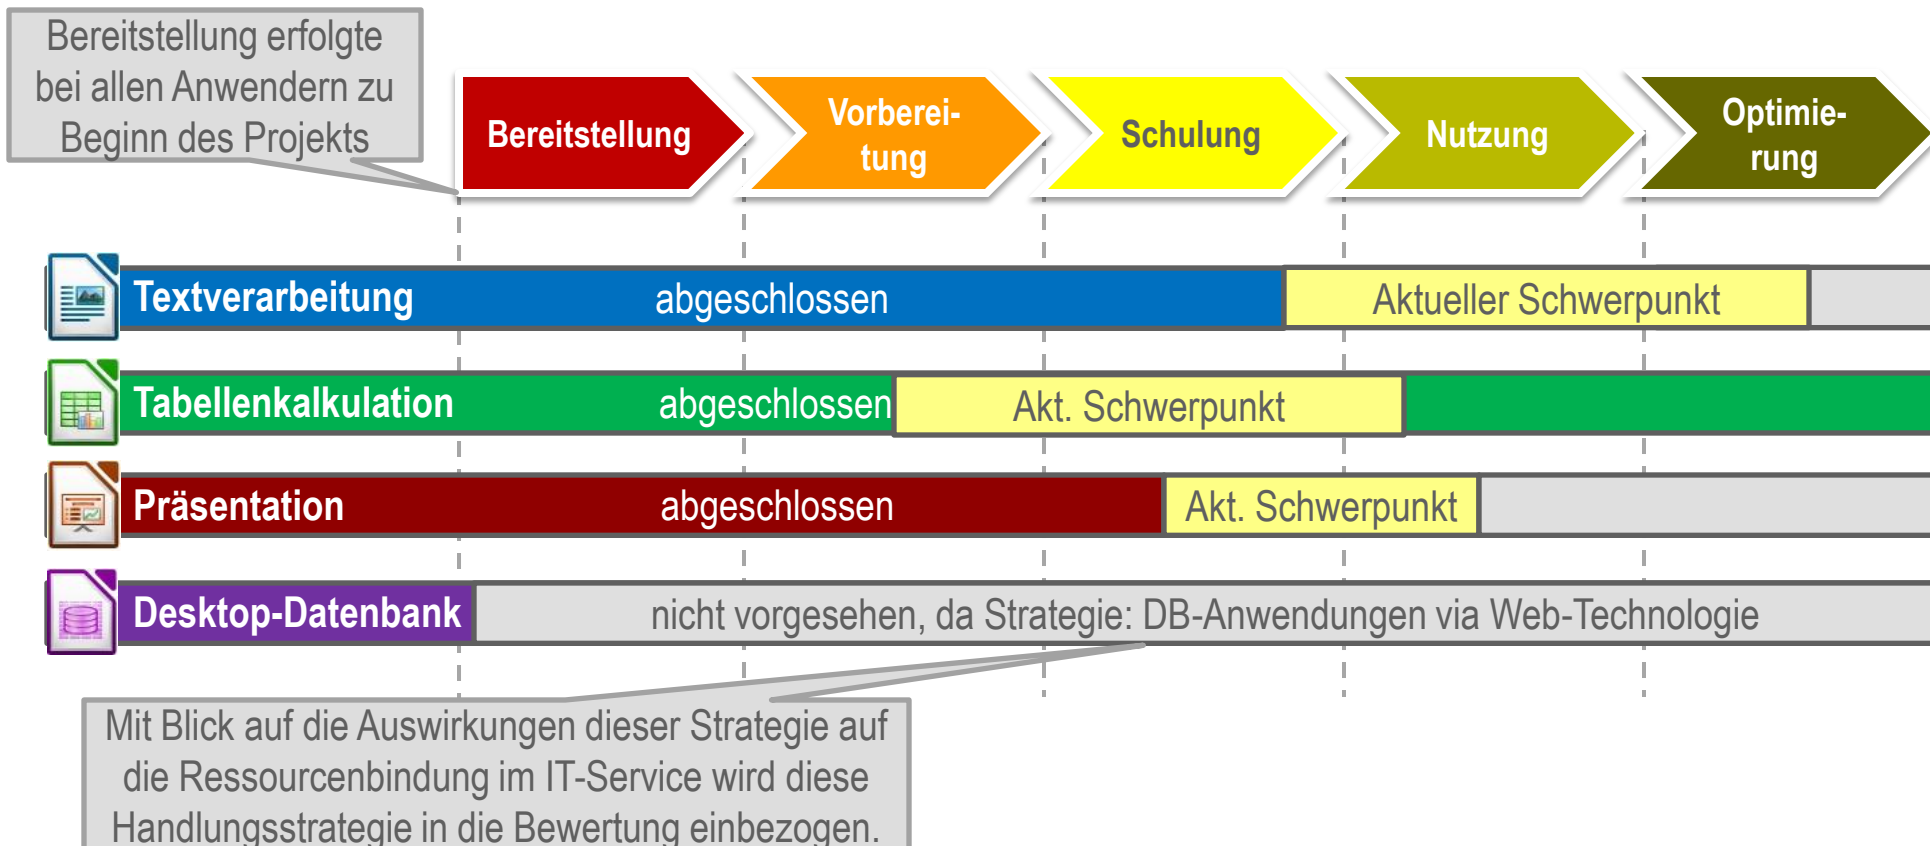 Bereitstellung erfolgte
bei allen Anwendern zu
Beginn des Projekts
Bereitstellung
Vorberei-
tung
Schulung
Nutzung
Optimie-
rung
Textverarbeitung
abgeschlossen
Aktueller Schwerpunkt
Tabellenkalkulation
abgeschlossen
Akt. Schwerpunkt
Präsentation
abgeschlossen
Akt. Schwerpunkt
Desktop-Datenbank
nicht vorgesehen, da Strategie: DB-Anwendungen via Web-Technologie
Mit Blick auf die Auswirkungen dieser Strategie auf
die Ressourcenbindung im IT-Service wird diese
Handlungsstrategie in die Bewertung einbezogen.